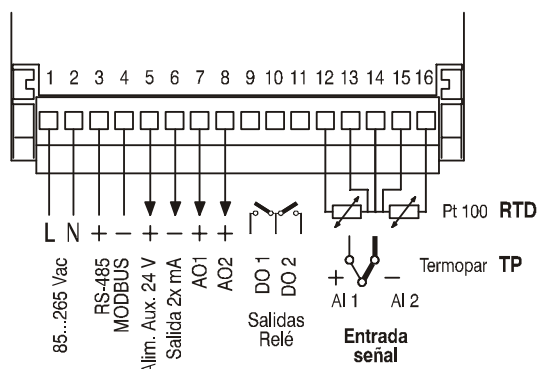 1 2 3 4 5 6 7 8 9 10 11 12 13 14 15 16
L N + − + − + +
85...265 Vac
RS-485
MODBUS
Alim. Aux. 24 V
Salida 2x mA
AO1
AO2
DO 1
DO 2
Salidas
Relé
Pt 100 RTD
Termopar TP
+ −
AI 1 AI 2
Entrada
señal